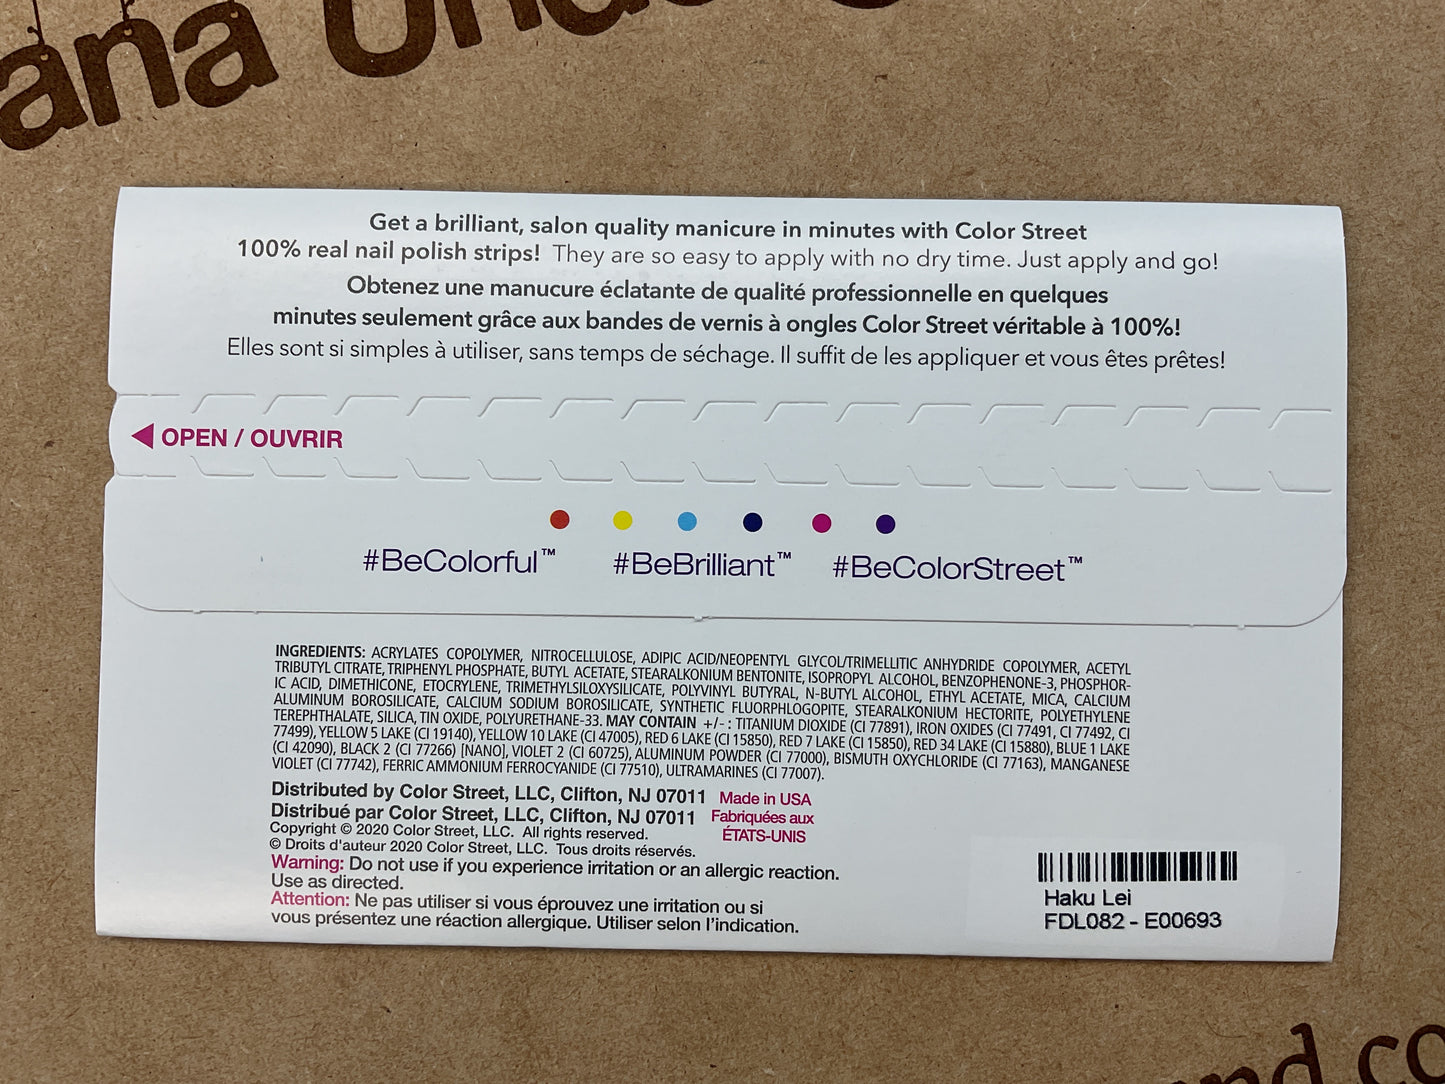 ana Und
Get a brilliant, salon quality manicure in minutes with Color Street
100% real nail polish strips! They are so easy to apply with no dry time. Just apply and go!
Obtenez une manucure éclatante de qualité professionnelle en quelques
minutes seulement grâce aux bandes de vernis à ongles Color Street véritable à 100%!
Elles sont si simples à utiliser, sans temps de séchage. Il suffit de les appliquer et vous êtes prêtes!
OPEN / OUVRIR
#BeColorful™ #BeBrilliant™ #BeColorStreet™
INGREDIENTS: ACRYLATES COPOLYMER, NITROCELLULOSE, ADIPIC ACID/NEOPENTYL GLYCOL/TRIMELLITIC ANHYDRIDE COPOLYMER, ACETYL
TRIBUTYL CITRATE, TRIPHENYL PHOSPHATE, BUTYL ACETATE, STEARALKONIUM BENTONITE, ISOPROPYL ALCOHOL, BENZOPHENONE-3, PHOSPHOR-
IC ACID, DIMETHICONE, ETOCRYLENE, TRIMETHYLSILOXYSILICATE, POLYVINYL BUTYRAL, N-BUTYL ALCOHOL, ETHYL ACETATE, MICA, CALCIUM
ALUMINUM BOROSILICATE, CALCIUM SODIUM BOROSILICATE, SYNTHETIC FLUORPHLOGOPITE, STEARALKONIUM HECTORITE, POLYETHYLENE
TEREPHTHALATE, SILICA, TIN OXIDE, POLYURETHANE-33. MAY CONTAIN +/- : TITANIUM DIOXIDE (CI 77891), IRON OXIDES (CI 77491, CI 77492, CI
77499), YELLOW 5 LAKE (CI 19140), YELLOW 10 LAKE (CI 47005), RED 6 LAKE (CI 15850), RED 7 LAKE (CI 15850), RED 34 LAKE (CI 15880), BLUE 1 LAKE
(CI 42090), BLACK 2 (CI 77266) [NANO], VIOLET 2 (CI 60725), ALUMINUM POWDER (CI 77000), BISMUTH OXYCHLORIDE (CI 77163), MANGANESE
VIOLET (CI 77742), FERRIC AMMONIUM FERROCYANIDE (CI 77510), ULTRAMARINES (CI 77007).
Distributed by Color Street, LLC, Clifton, NJ 07011
Distribué par Color Street, LLC, Clifton, NJ 07011
Made in USA
Fabriquées aux
ÉTATS-UNIS
Copyright © 2020 Color Street, LLC. All rights reserved.
© Droits d'auteur 2020 Color Street, LLC. Tous droits réservés.
Warning: Do not use if you experience irritation or an allergic reaction.
Use as directed.
Attention: Ne pas utiliser si vous éprouvez une irritation ou si
vous présentez une réaction allergique. Utiliser selon l'indication.
Haku Lei
FDL082 - E00693
nd.co